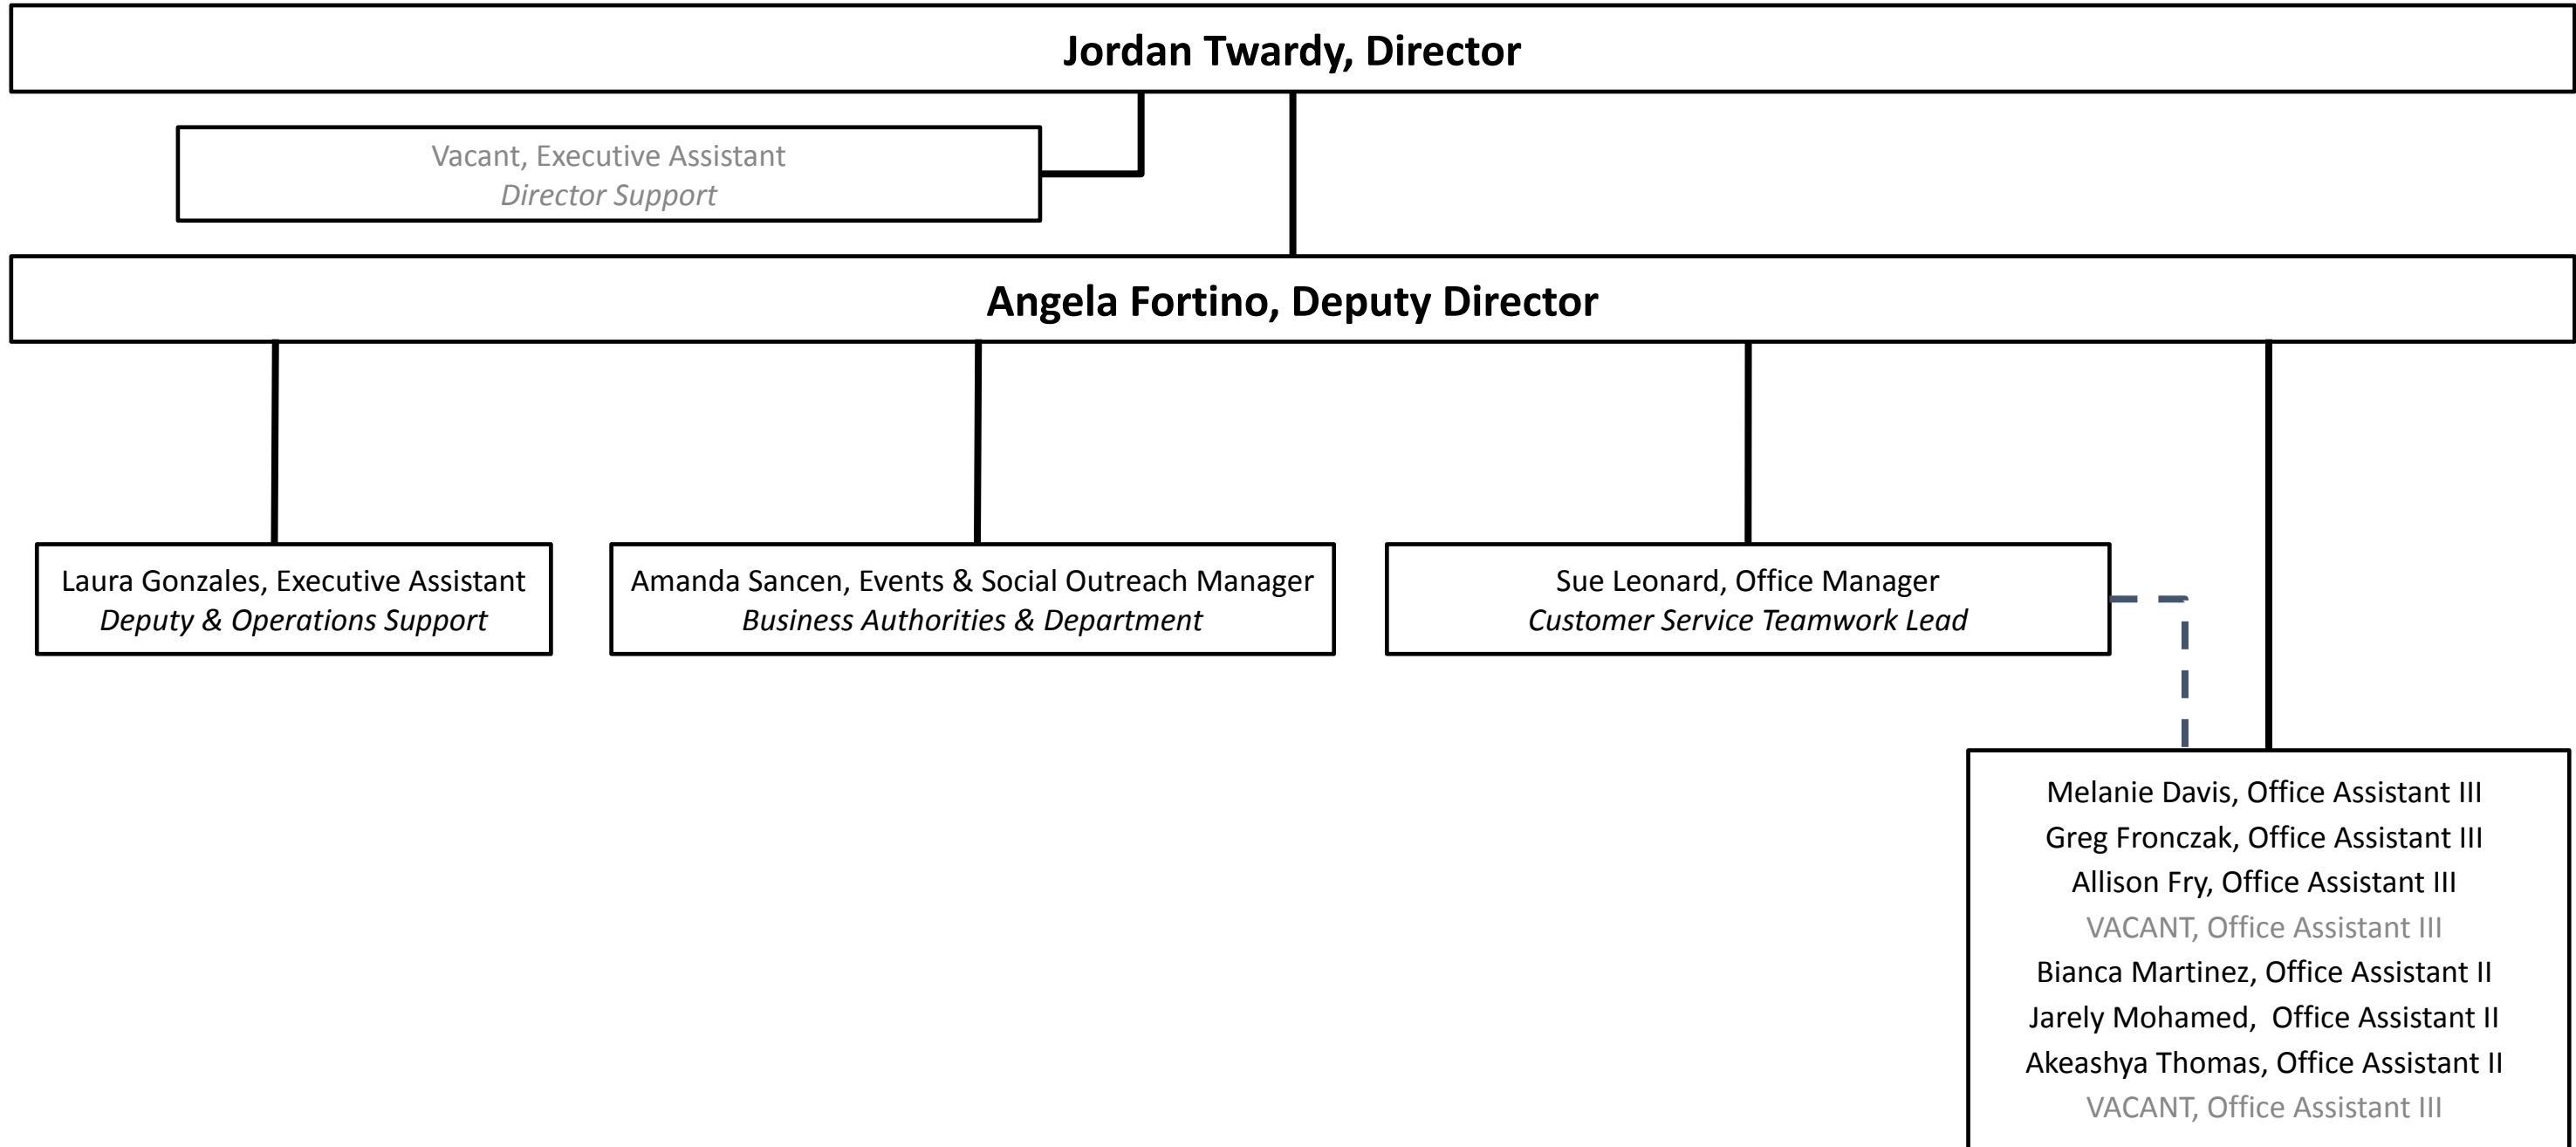 Jordan Twardy, Director
Vacant, Executive Assistant
Director Support
Angela Fortino, Deputy Director
Laura Gonzales, Executive Assistant
Deputy & Operations Support
Amanda Sancen, Events & Social Outreach Manager
Business Authorities & Department
Sue Leonard, Office Manager
Customer Service Teamwork Lead
Melanie Davis, Office Assistant III
Greg Fronczak, Office Assistant III
Allison Fry, Office Assistant III
VACANT, Office Assistant III
Bianca Martinez, Office Assistant II
Jarely Mohamed,  Office Assistant II
Akeashya Thomas, Office Assistant II
VACANT, Office Assistant III